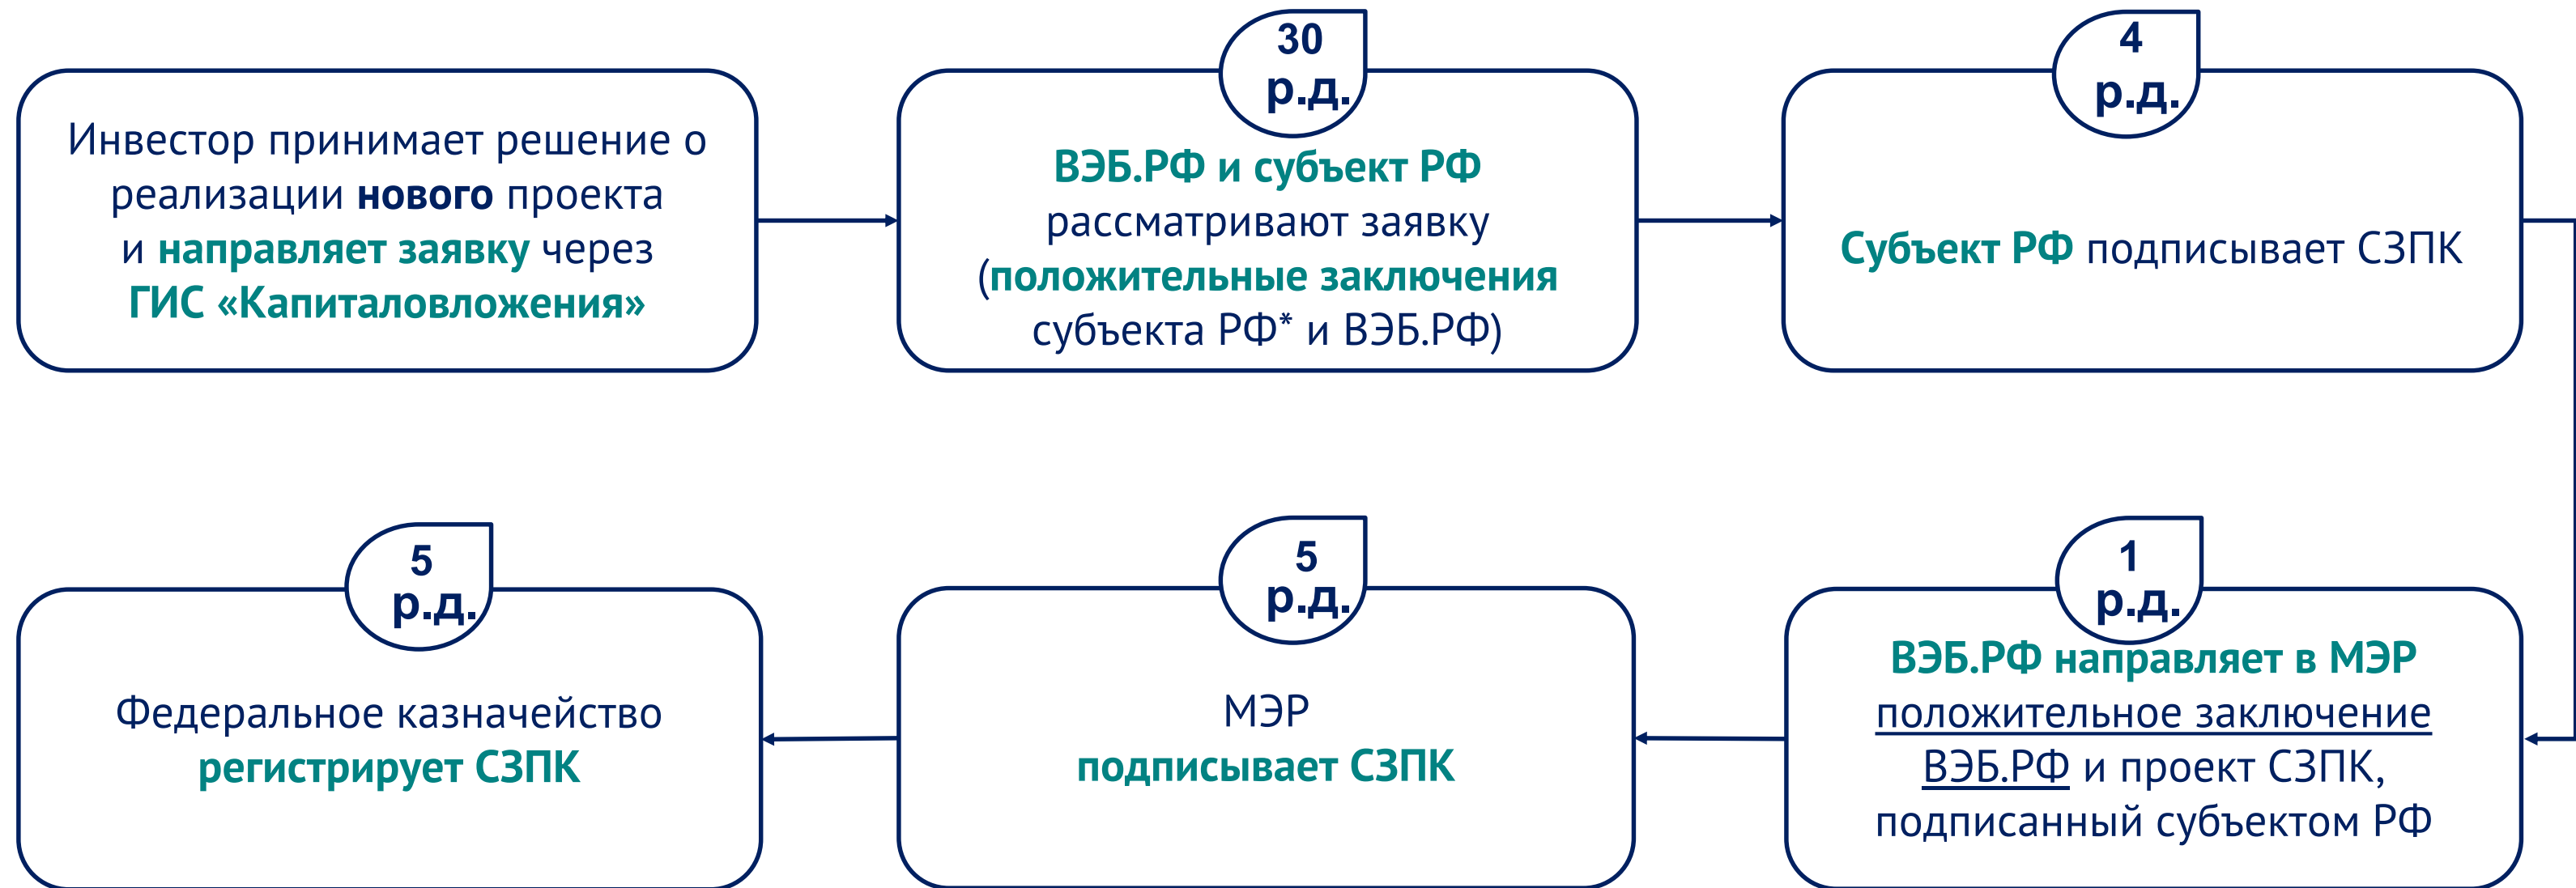 Инвестор принимает решение о
реализации нового проекта
и направляет заявку через
ГИС «Капиталовложения»
30
р.д.
ВЭБ.РФ и субъект РФ
рассматривают заявку
(положительные заключения
субъекта РФ* и ВЭБ.РФ)
4
р.д.
Субъект РФ подписывает СЗПК
1
р.д.
ВЭБ.РФ направляет в МЭР
положительное заключение
ВЭБ.РФ и проект СЗПК,
подписанный субъектом РФ
5
р.д.
МЭР
подписывает СЗПК
5
р.д.
Федеральное казначейство
регистрирует СЗПК